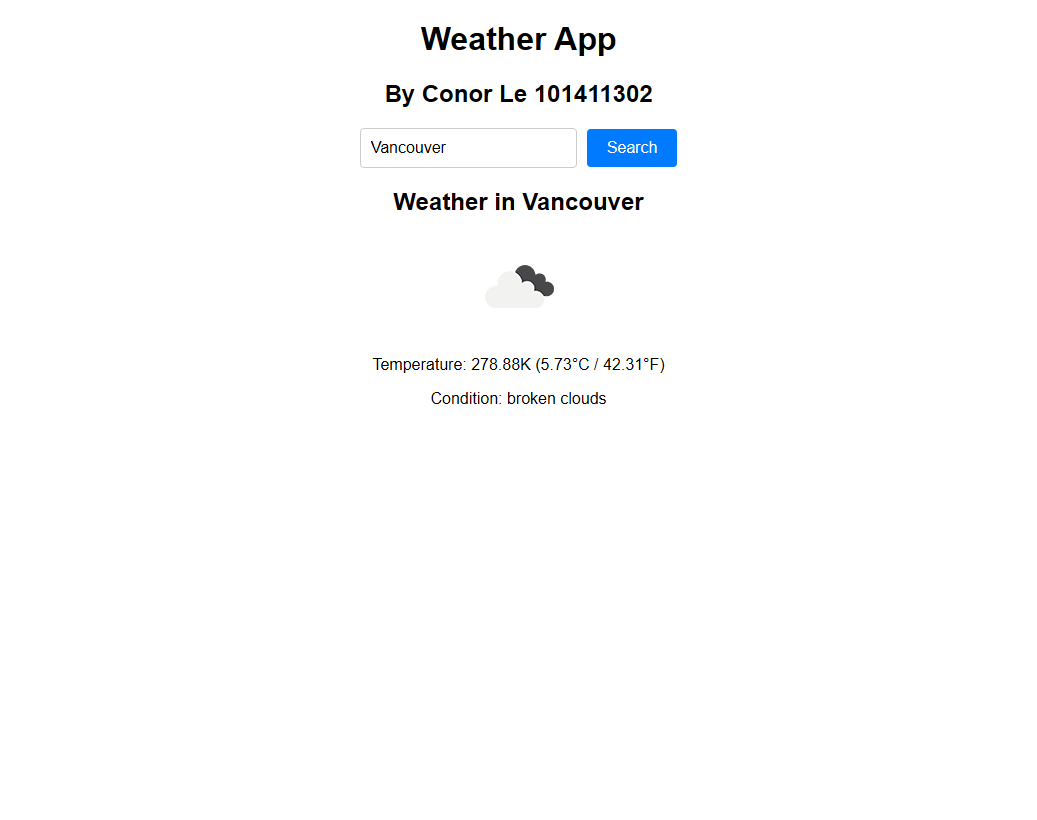 Weather App
By Conor Le 101411302
Vancouver
Search
Weather in Vancouver
Temperature: 278.88K (5.73°C / 42.31°F)
Condition: broken clouds